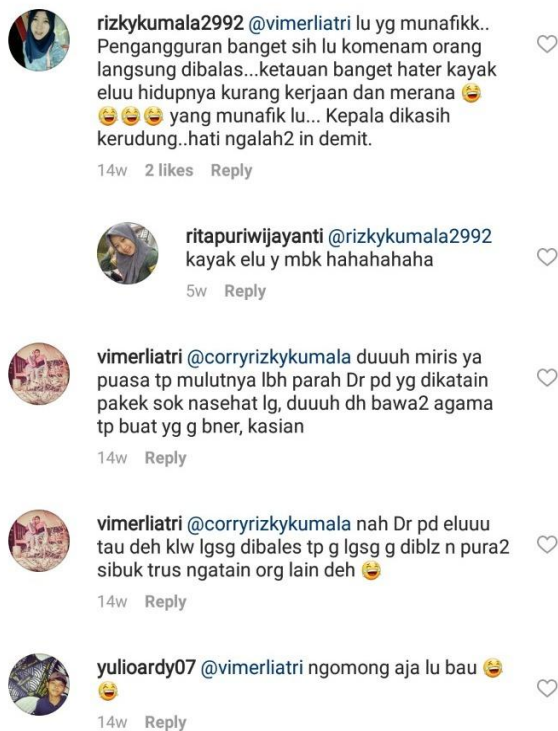 rizkykumala2992 @vimerliatri lu yg munafikk..
Pengangguran banget sih lu komenam orang
langsung dibalas...ketauan banget hater kayak
eluu hidupnya kurang kerjaan dan merana 😂
😂😂😂 yang munafik lu... Kepala dikasih
kerudung..hati ngalah2 in demit.
14w 2 likes Reply
ritapuriwijayanti @rizkykumala2992
kayak elu y mbk hahahahaha
5w Reply
vimerliatri @corryrizkykumala duuuh miris ya
puasa tp mulutnya lbh parah Dr pd yg dikatain
pakek sok nasehat lg, duuuh dh bawa2 agama
tp buat yg g bner, kasian
14w Reply
vimerliatri @corryrizkykumala nah Dr pd eluuu
tau deh klw lgsg dibales tp g lgsg g diblz n pura2
sibuk trus ngatain org lain deh 😂
14w Reply
yulioardy07 @vimerliatri ngomong aja lu bau 😂
😂
14w Reply